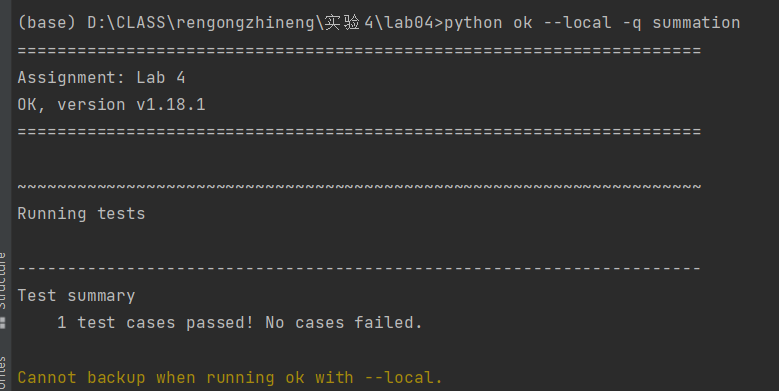 (base) D:\CLASS\rengongzhineng\实验4\lab04>python ok --local -q summation
=====================================================================
Assignment: Lab 4
OK, version v1.18.1
=====================================================================
~~~~~~~~~~~~~~~~~~~~~~~~~~~~~~~~~~~~~~~~~~~~~~~~~~~~~~~~~~~~~~~~~~~~~
Running tests
---------------------------------------------------------------------
Test summary
    1 test cases passed! No cases failed.
Cannot backup when running ok with --local.
Structure